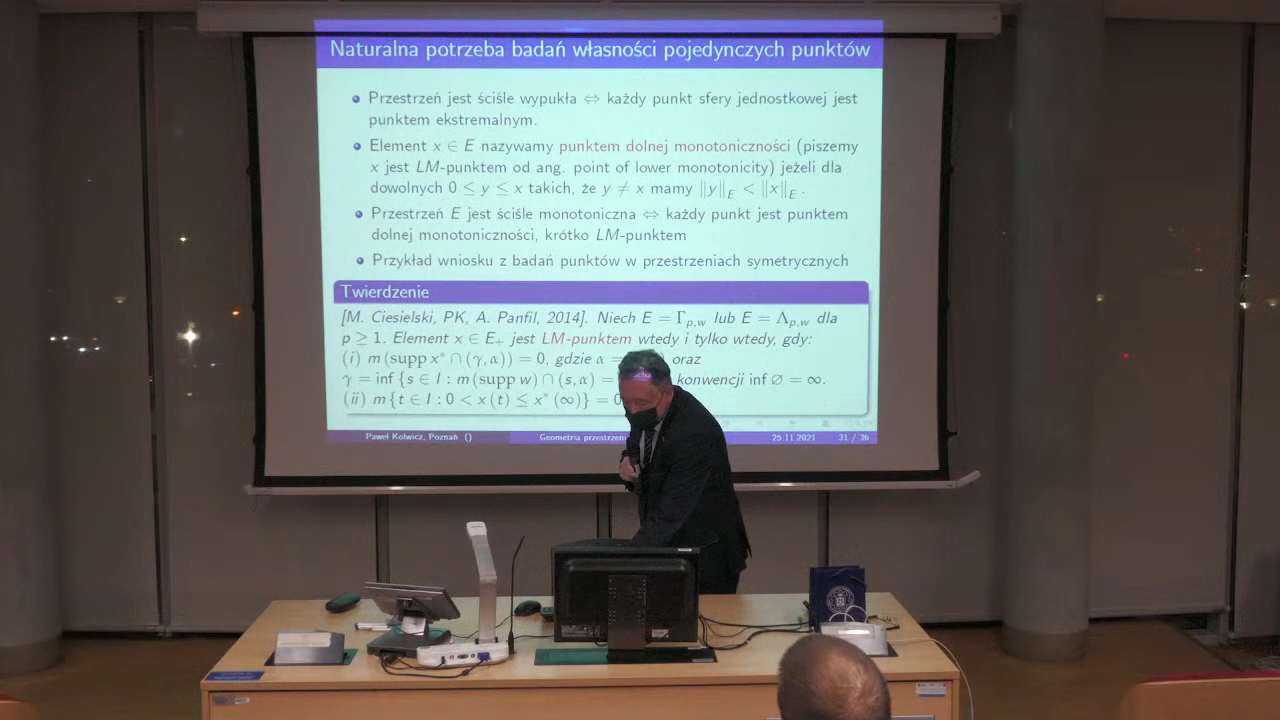 Naturalna potrzeba badań własności pojedynczych punktów
Przestrzeń jest ściśle wypukła ⇔ każdy punkt sfery jednostkowej jest
punktem ekstremalnym.
Element x ∈ E nazywamy punktem dolnej monotoniczności (piszemy
x jest LM-punktem od ang. point of lower monotonicity) jeżeli dla
dowolnych 0 ≤ y ≤ x takich, że y ≠ x mamy ‖y‖_E < ‖x‖_E .
Przestrzeń E jest ściśle monotoniczna ⇔ każdy punkt jest punktem
dolnej monotoniczności, krótko LM-punktem
Przykład wniosku z badań punktów w przestrzeniach symetrycznych
Twierdzenie
[M. Ciesielski, PK, A. Panfil, 2014]. Niech E = Γ_{p,w} lub E = Λ_{p,w} dla
p ≥ 1. Element x ∈ E₊ jest LM-punktem wtedy i tylko wtedy, gdy:
(i) m (supp x* ∩ (γ, α)) = 0, gdzie α = oraz
γ = inf {s ∈ I : m (supp w) ∩ (s, α) = konwencji inf ∅ = ∞.
(ii) m {t ∈ I : 0 < x (t) ≤ x* (∞)} = 0
Paweł Kolwicz, Poznań () Geometria przestrzeni 25.11.2021 31 / 36